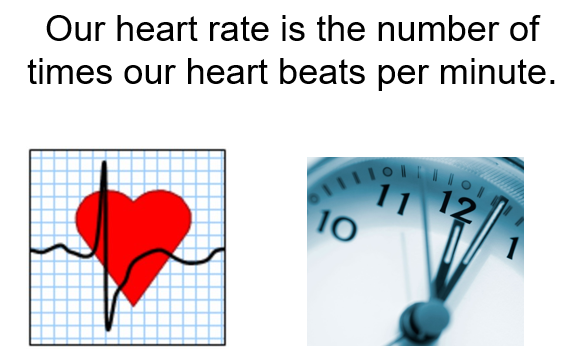 Our heart rate is the number of
times our heart beats per minute.
10
11
12
1